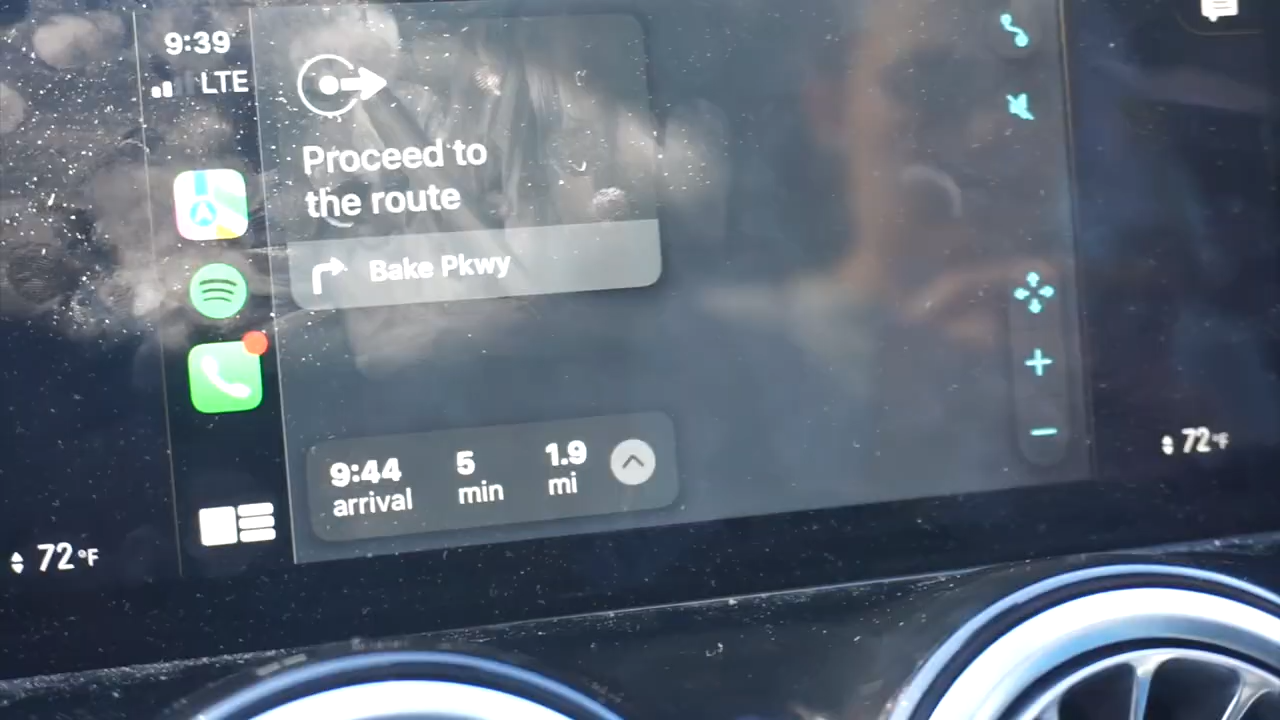 9:39
LTE
Proceed to
the route
Bake Pkwy
9:44
arrival
5
min
1.9
mi
72°F
72°F